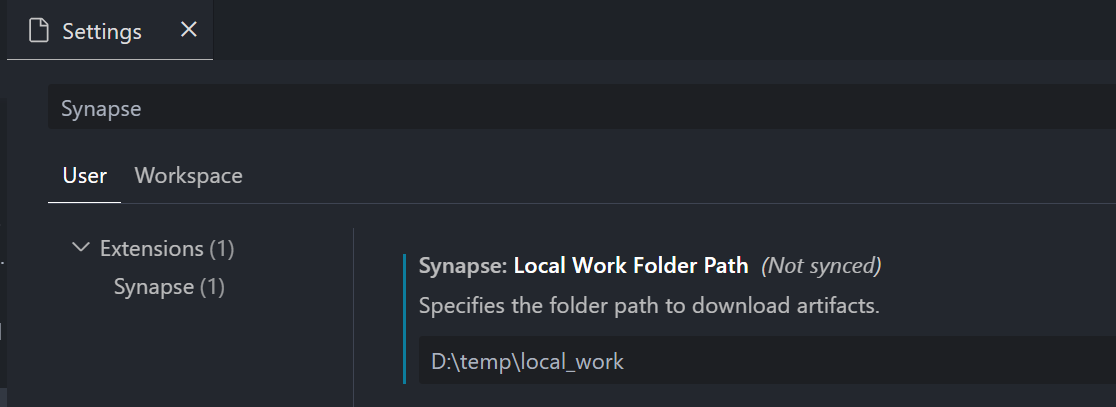 Settings
Synapse
User Workspace
Extensions (1)
Synapse (1)
Synapse: Local Work Folder Path (Not synced)
Specifies the folder path to download artifacts.
D:\temp\local_work